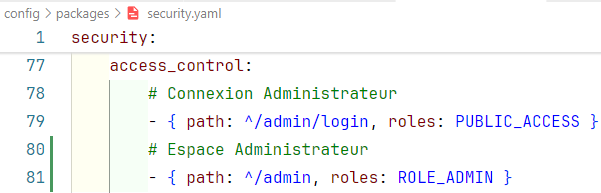 config > packages > security.yaml
1 security:
77 access_control:
78 # Connexion Administrateur
79 - { path: ^/admin/login, roles: PUBLIC_ACCESS }
80 # Espace Administrateur
81 - { path: ^/admin, roles: ROLE_ADMIN }